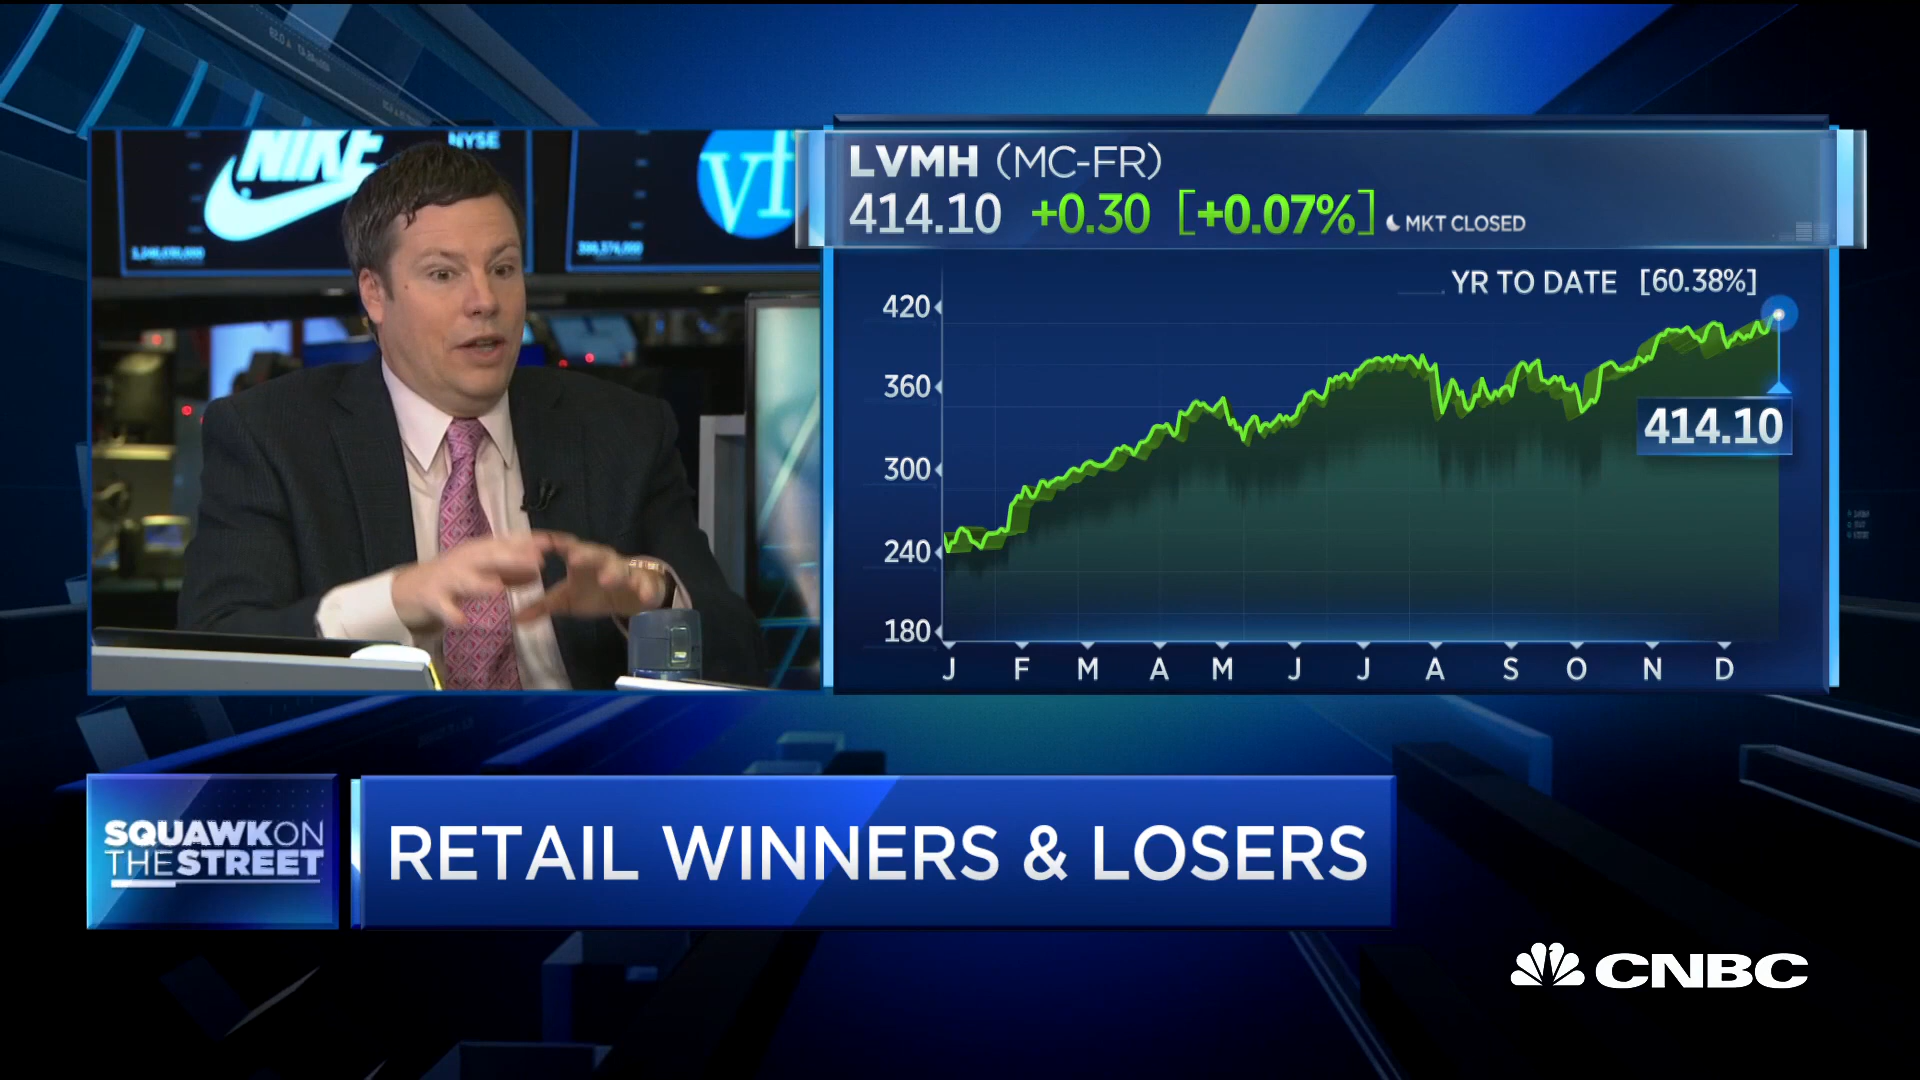 NIKE
NYSE
vf
LVMH (MC-FR)
414.10 +0.30 [+0.07%] MKT CLOSED
YR TO DATE [60.38%]
420
360
414.10
300
240
180
J F M A M J J A S O N D
SQUAWK ON
THE STREET
RETAIL WINNERS & LOSERS
CNBC